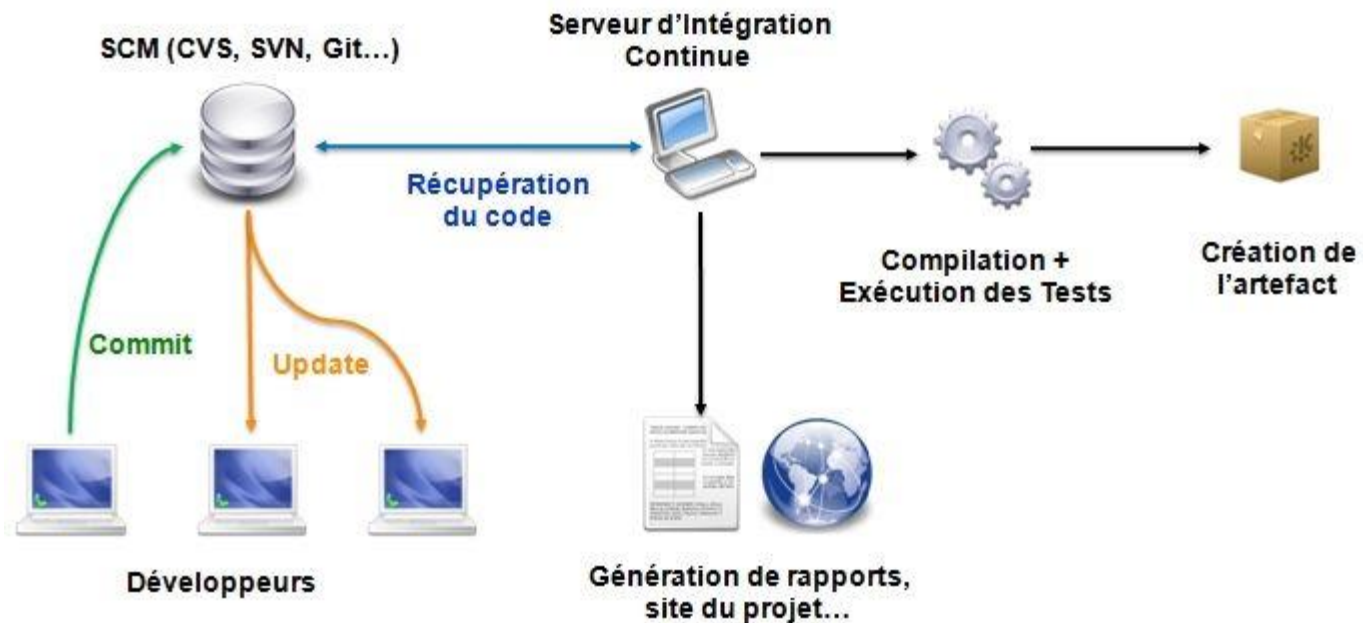 SCM (CVS, SVN, Git...)
Serveur d'Intégration
Continue
Récupération
du code
Compilation +
Exécution des Tests
Création de
l'artefact
Commit
Update
Développeurs
Génération de rapports,
site du projet...